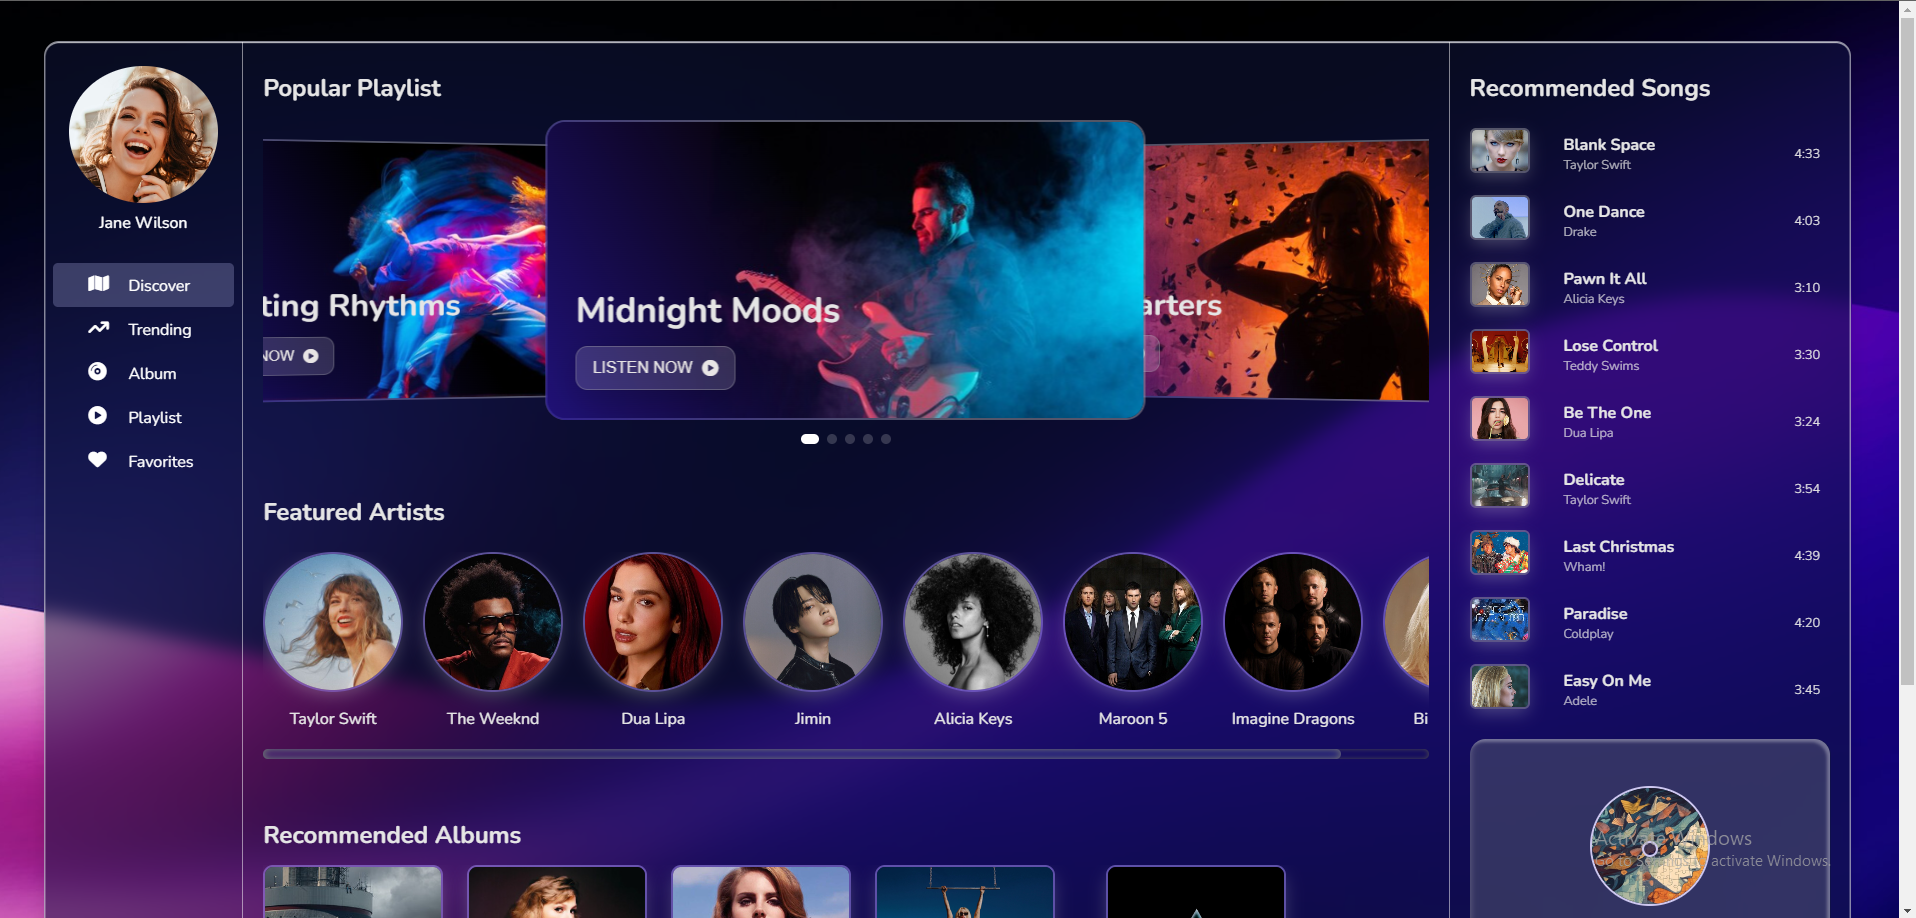 Jane Wilson
Discover
Trending
Album
Playlist
Favorites
Popular Playlist
ting Rhythms
NOW
Midnight Moods
LISTEN NOW
arters
Featured Artists
Taylor Swift
The Weeknd
Dua Lipa
Jimin
Alicia Keys
Maroon 5
Imagine Dragons
Bi
Recommended Albums
Recommended Songs
Blank Space
Taylor Swift
4:33
One Dance
Drake
4:03
Pawn It All
Alicia Keys
3:10
Lose Control
Teddy Swims
3:30
Be The One
Dua Lipa
3:24
Delicate
Taylor Swift
3:54
Last Christmas
Wham!
4:39
Paradise
Coldplay
4:20
Easy On Me
Adele
3:45
Activate Windows
Go to Settings to activate Windows.